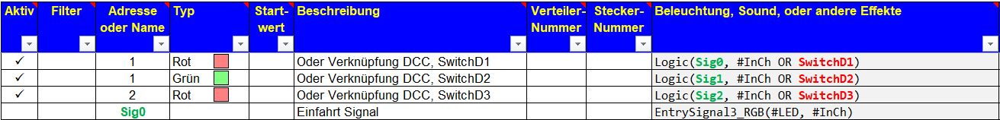 Aktiv Filter Adresse oder Name Typ Start-wert Beschreibung Verteiler-Nummer Stecker-Nummer Beleuchtung, Sound, oder andere Effekte
✓ 1 Rot Oder Verknüpfung DCC, SwitchD1 Logic(Sig0, #InCh OR SwitchD1)
✓ 1 Grün Oder Verknüpfung DCC, SwitchD2 Logic(Sig1, #InCh OR SwitchD2)
✓ 2 Rot Oder Verknüpfung DCC, SwitchD3 Logic(Sig2, #InCh OR SwitchD3)
Sig0 Einfahrt Signal EntrySignal3_RGB(#LED, #InCh)